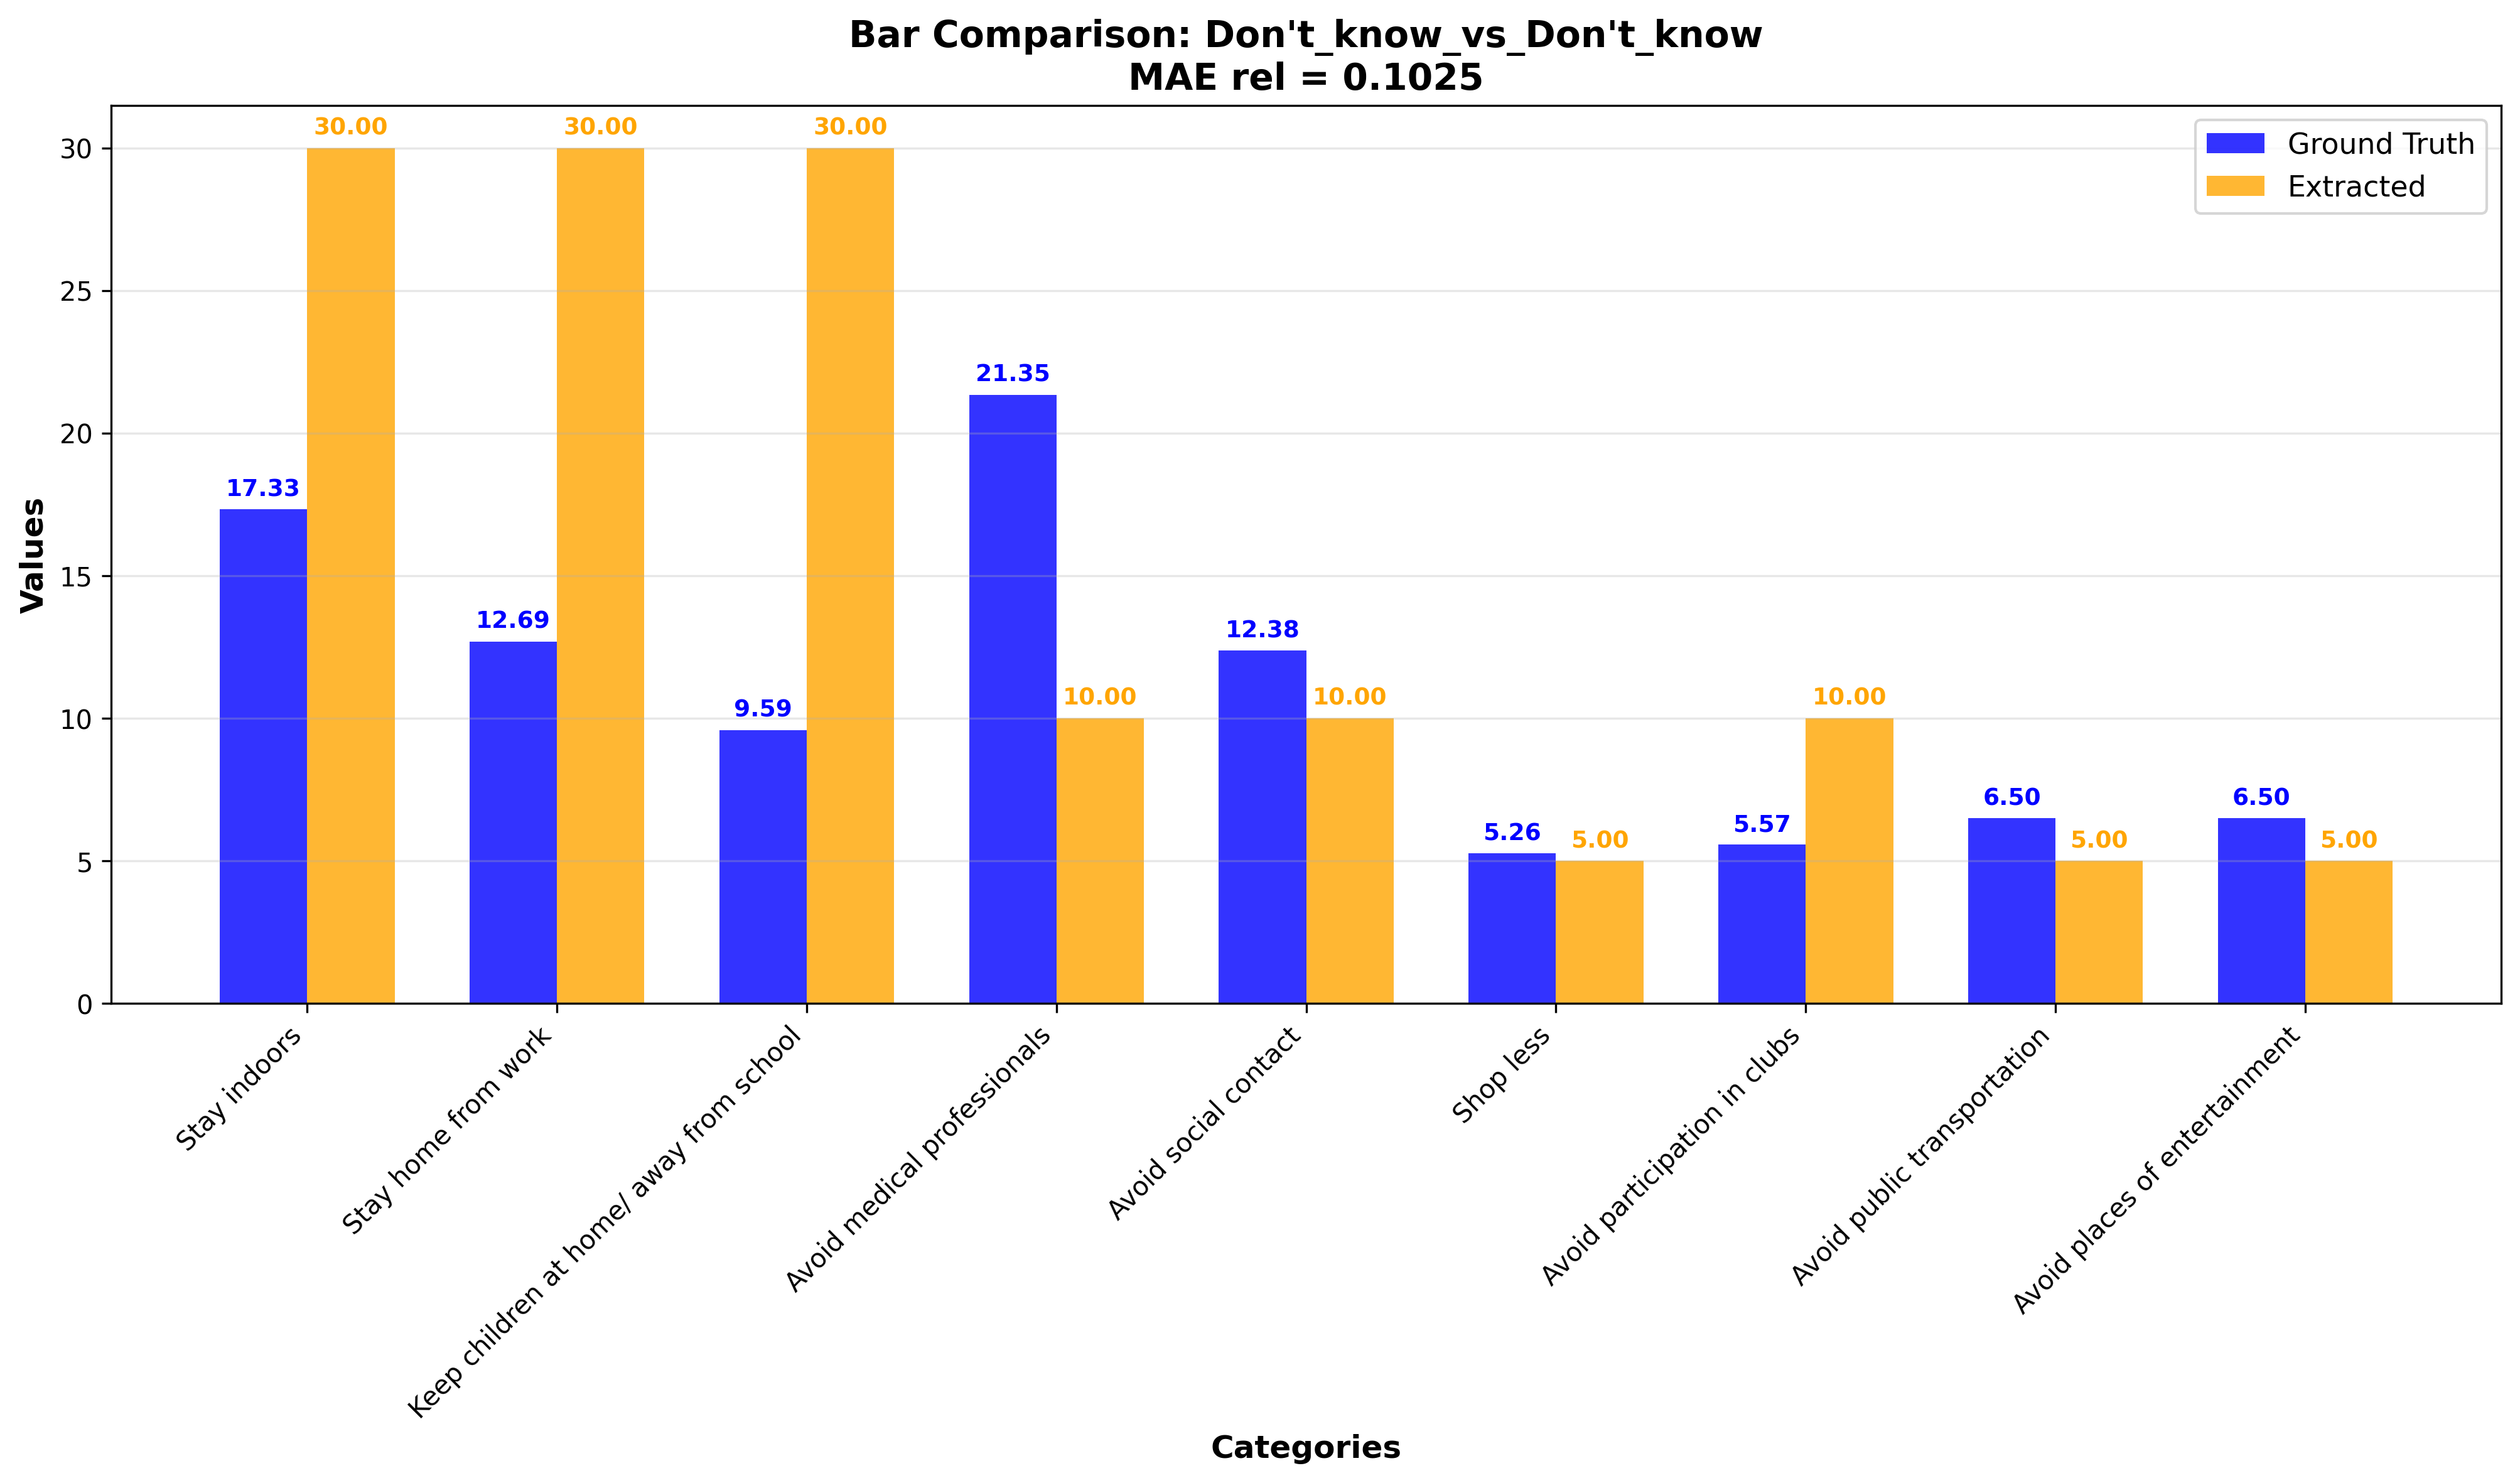 Bar Comparison: Don't_know_vs_Don't_know
MAE rel = 0.1025
Ground Truth
Extracted
Values
30
25
20
15
10
5
0
17.33
30.00
12.69
30.00
9.59
30.00
21.35
10.00
12.38
10.00
5.26
5.00
5.57
10.00
6.50
5.00
6.50
5.00
Stay indoors
Stay home from work
Keep children at home/ away from school
Avoid medical professionals
Avoid social contact
Shop less
Avoid participation in clubs
Avoid public transportation
Avoid places of entertainment
Categories